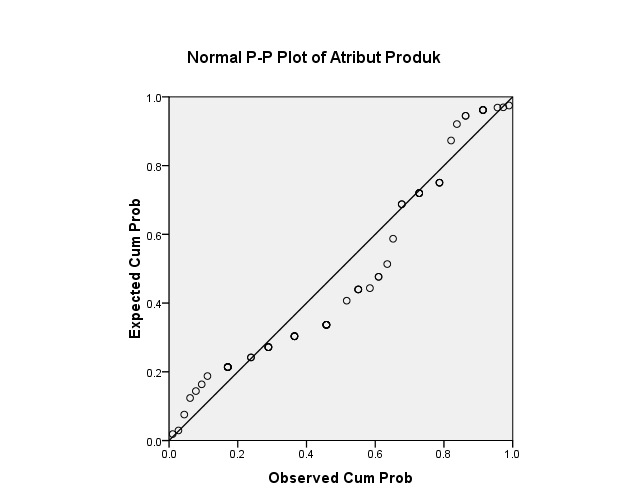 Normal P-P Plot of Atribut Produk
Expected Cum Prob
1.0
0.8
0.6
0.4
0.2
0.0
0.0 0.2 0.4 0.6 0.8 1.0
Observed Cum Prob